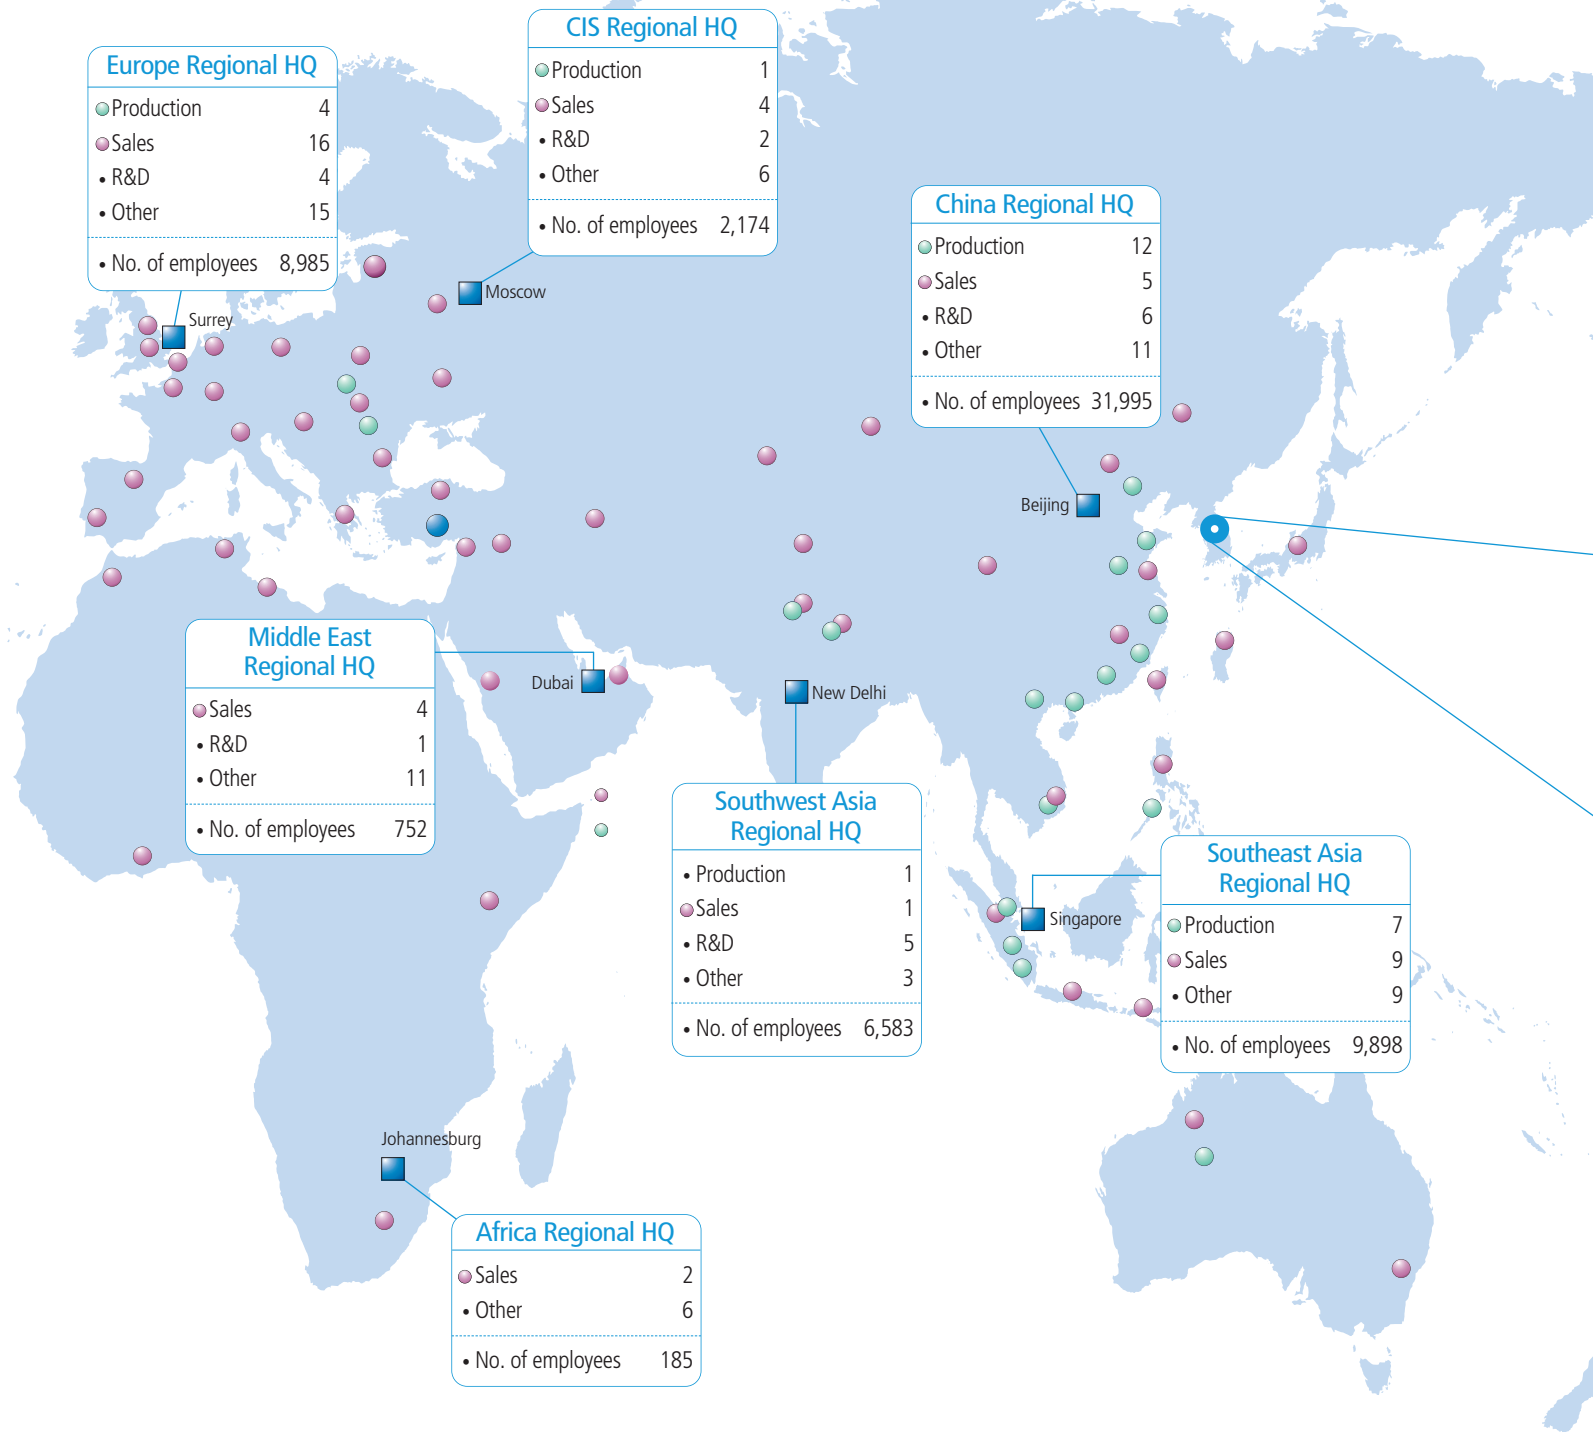 CIS Regional HQ
Production 1
Sales 4
• R&D 2
• Other 6
• No. of employees 2,174
Moscow
Europe Regional HQ
Production 4
Sales 16
• R&D 4
• Other 15
• No. of employees 8,985
Surrey
China Regional HQ
Production 12
Sales 5
• R&D 6
• Other 11
• No. of employees 31,995
Beijing
Middle East
Regional HQ
Sales 4
• R&D 1
• Other 11
• No. of employees 752
Dubai
New Delhi
Southwest Asia
Regional HQ
• Production 1
Sales 1
• R&D 5
• Other 3
• No. of employees 6,583
Southeast Asia
Regional HQ
Production 7
Sales 9
• Other 9
• No. of employees 9,898
Singapore
Johannesburg
Africa Regional HQ
Sales 2
• Other 6
• No. of employees 185